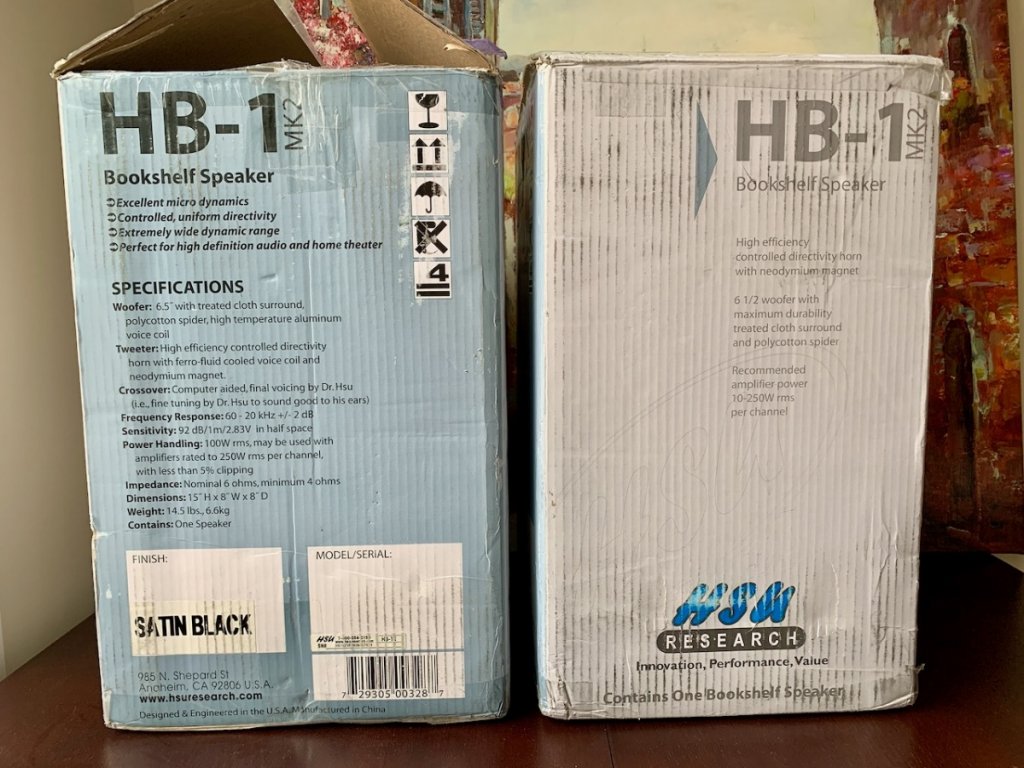 HB-1 MK2
Bookshelf Speaker
Excellent micro dynamics
Controlled, uniform directivity
Extremely wide dynamic range
Perfect for high definition audio and home theater
4
SPECIFICATIONS
Woofer: 6.5" with treated cloth surround,
polycotton spider, high temperature aluminum
voice coil
Tweeter: High efficiency controlled directivity
horn with ferro-fluid cooled voice coil and
neodymium magnet.
Crossover: Computer aided, final voicing by Dr. Hsu
(i.e., fine tuning by Dr. Hsu to sound good to his ears)
Frequency Response: 60 - 20 kHz +/- 2 dB
Sensitivity: 92 dB/1m/2.83V in half space
Power Handling: 100W rms, may be used with
amplifiers rated to 250W rms per channel,
with less than 5% clipping
Impedance: Nominal 6 ohms, minimum 4 ohms
Dimensions: 15" H x 8" W x 8" D
Weight: 14.5 lbs., 6.6kg
Contains: One Speaker
FINISH:
SATIN BLACK
MODEL/SERIAL:
HSU
7 29305 00328 7
985 N. Shepard St
Anaheim, CA 92806 U.S.A.
www.hsuresearch.com
Designed & Engineered in the U.S.A. Manufactured in China
HB-1 MK2
Bookshelf Speaker
High efficiency
controlled directivity horn
with neodymium magnet
6 1/2 woofer with
maximum durability
treated cloth surround
and polycotton spider
Recommended
amplifier power
10-250W rms
per channel
HSU
RESEARCH
Innovation, Performance, Value
Contains One Bookshelf Speaker